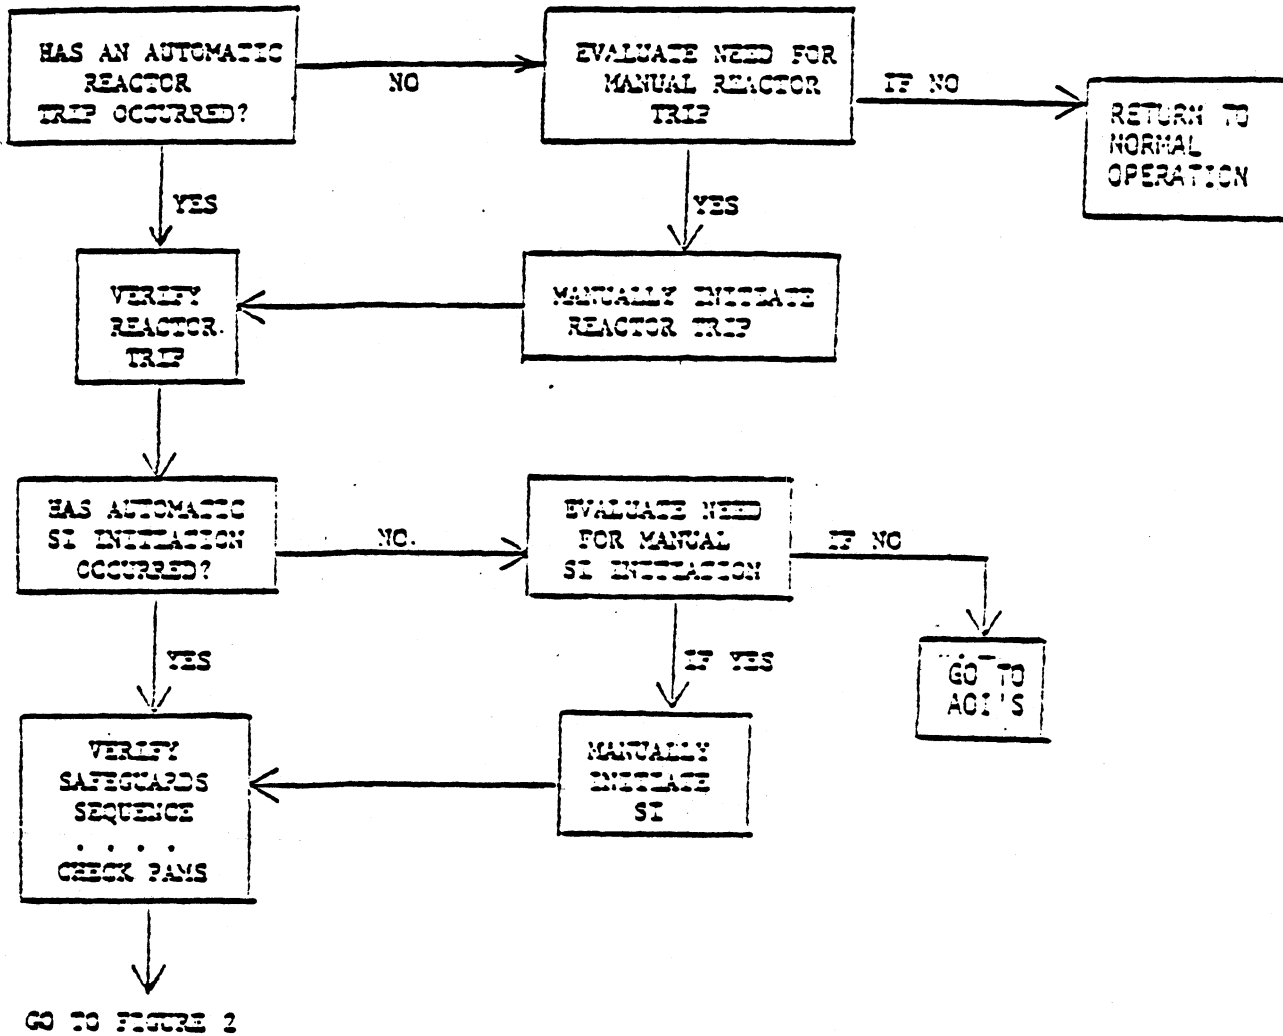 HAS AN AUTOMATIC
REACTOR
TRIP OCCURRED?
NO
EVALUATE NEED FOR
MANUAL REACTOR
TRIP
IF NO
RETURN TO
NORMAL
OPERATION
YES
YES
VERIFY
REACTOR
TRIP
MANUALLY INITIATE
REACTOR TRIP
HAS AUTOMATIC
SI INITIATION
OCCURRED?
NO
EVALUATE NEED
FOR MANUAL
SI INITIATION
IF NO
GO TO
AOI'S
YES
IF YES
VERIFY
SAFEGUARDS
SEQUENCE
. . . .
CHECK PAMS
MANUALLY
INITIATE
SI
GO TO FIGURE 2